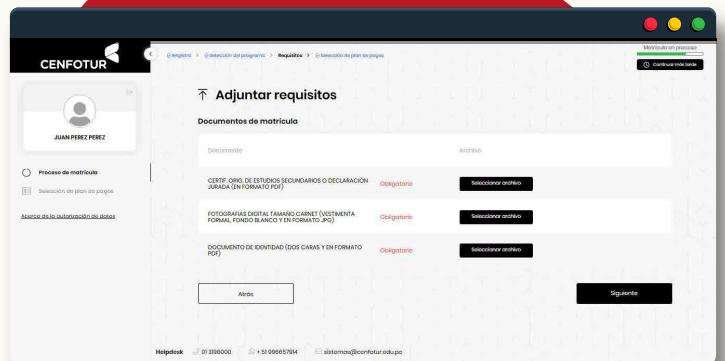 CENFOTUR
Registro > Selección del programa > Requisitos > Selección de plan de pagos
Matrícula en proceso
Continuar más tarde
JUAN PEREZ PEREZ
Proceso de matrícula
Selección de plan de pagos
Acerca de la autorización de datos
Adjuntar requisitos
Documentos de matrícula
Documento Archivo
CERTIF. ORIG. DE ESTUDIOS SECUNDARIOS O DECLARACIÓN
JURADA (EN FORMATO PDF) Obligatorio Seleccionar archivo
FOTOGRAFIAS DIGITAL TAMAÑO CARNET (VESTIMENTA
FORMAL, FONDO BLANCO Y EN FORMATO JPG) Obligatorio Seleccionar archivo
DOCUMENTO DE IDENTIDAD (DOS CARAS Y EN FORMATO
PDF) Obligatorio Seleccionar archivo
Atrás Siguiente
Helpdesk 01 3198000 + 51 996657914 sistemas@cenfotur.edu.pe